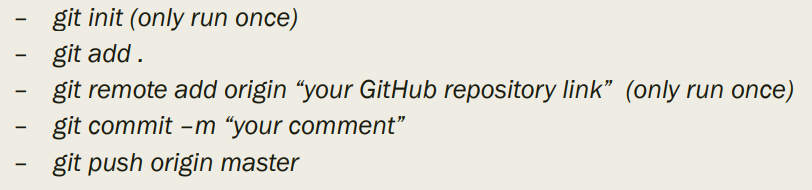 – git init (only run once)
– git add .
– git remote add origin “your GitHub repository link” (only run once)
– git commit –m “your comment”
– git push origin master